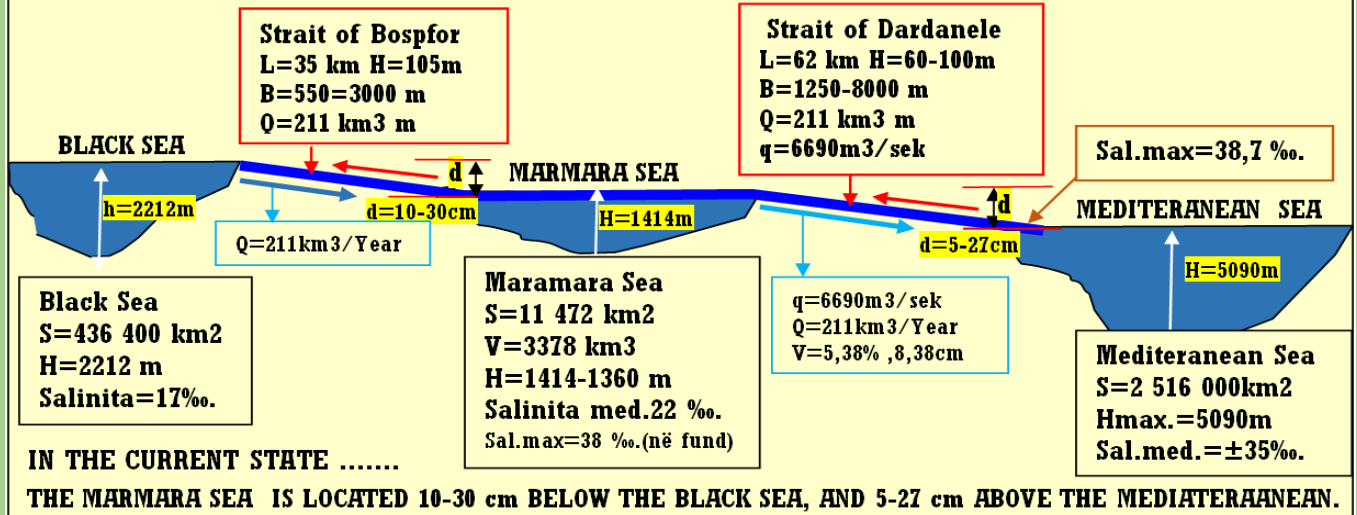 Strait of Bospfor
L=35 km H=105m
B=550=3000 m
Q=211 km3 m
Strait of Dardanele
L=62 km H=60-100m
B=1250-8000 m
Q=211 km3 m
q=6690m3/sek
Sal.max=38,7 ‰.
BLACK SEA
d
MARMARA SEA
d
MEDITERANEAN SEA
h=2212m
d=10-30cm
H=1414m
d=5-27cm
H=5090m
Q=211km3/Year
Black Sea
S=436 400 km2
H=2212 m
Salinita=17‰.
Maramara Sea
S=11 472 km2
V=3378 km3
H=1414-1360 m
Salinita med.22 ‰.
Sal.max=38 ‰.(në fund)
q=6690m3/sek
Q=211km3/Year
V=5,38% ,8,38cm
Mediteranean Sea
S=2 516 000km2
Hmax.=5090m
Sal.med.=±35‰.
IN THE CURRENT STATE .......
THE MARMARA SEA IS LOCATED 10-30 cm BELOW THE BLACK SEA, AND 5-27 cm ABOVE THE MEDIATERAANEAN.